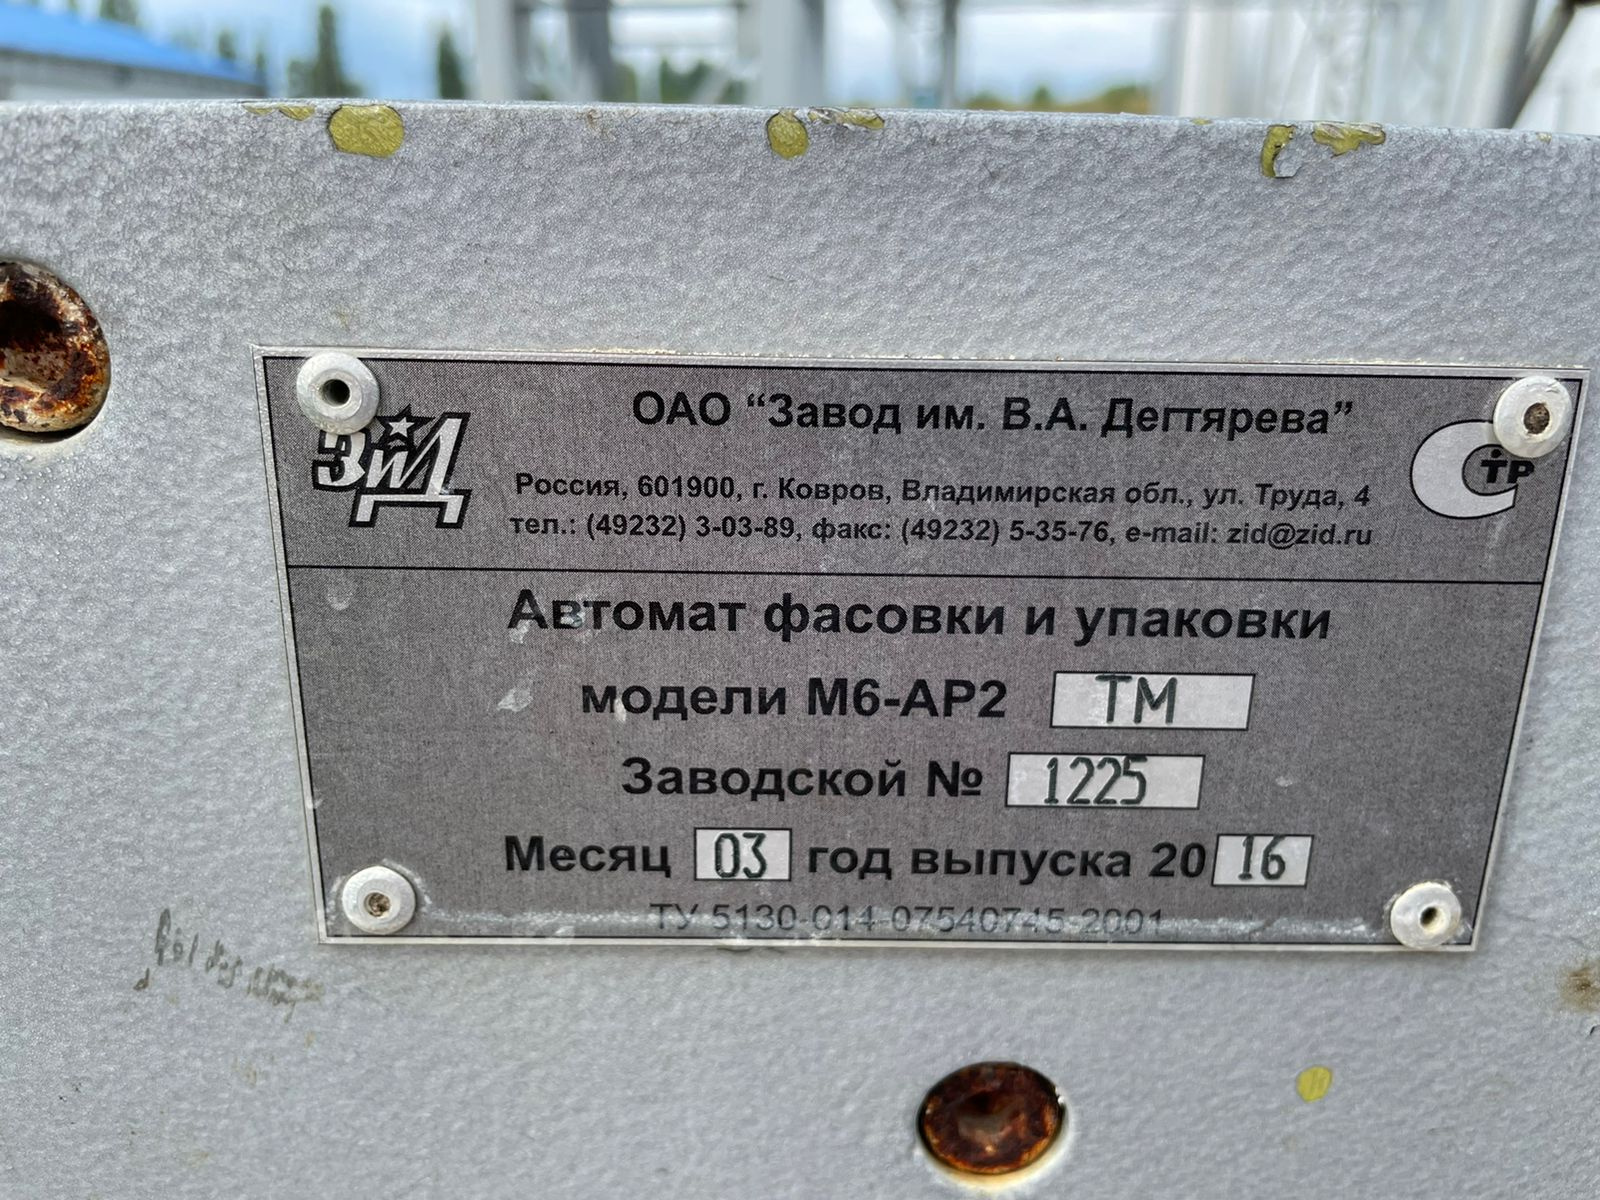 ЗиД
ОАО “Завод им. В.А. Дегтярева”
Россия, 601900, г. Ковров, Владимирская обл., ул. Труда, 4
тел.: (49232) 3-03-89, факс: (49232) 5-35-76, e-mail: zid@zid.ru
СТР
Автомат фасовки и упаковки
модели М6-АР2 ТМ
Заводской № 1225
Месяц 03 год выпуска 20 16
ТУ 5130-014-07540745-2001